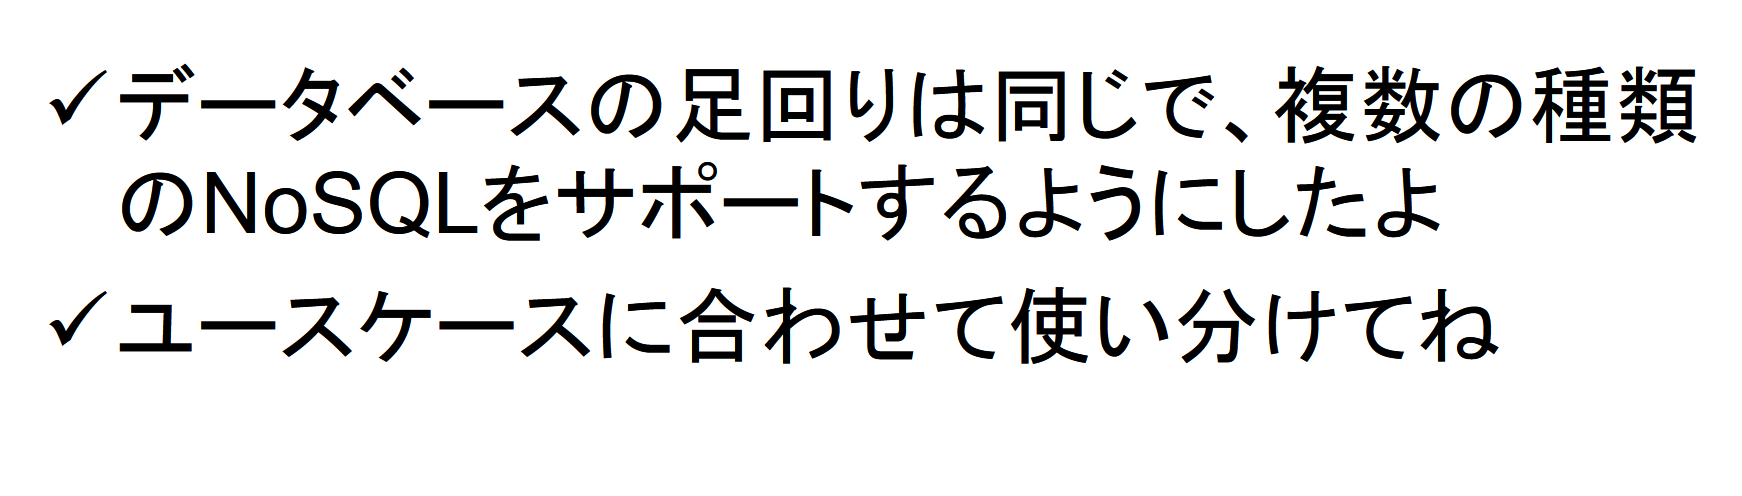 ✓データベースの足回りは同じで、複数の種類
のNoSQLをサポートするようにしたよ
✓ユースケースに合わせて使い分けてね